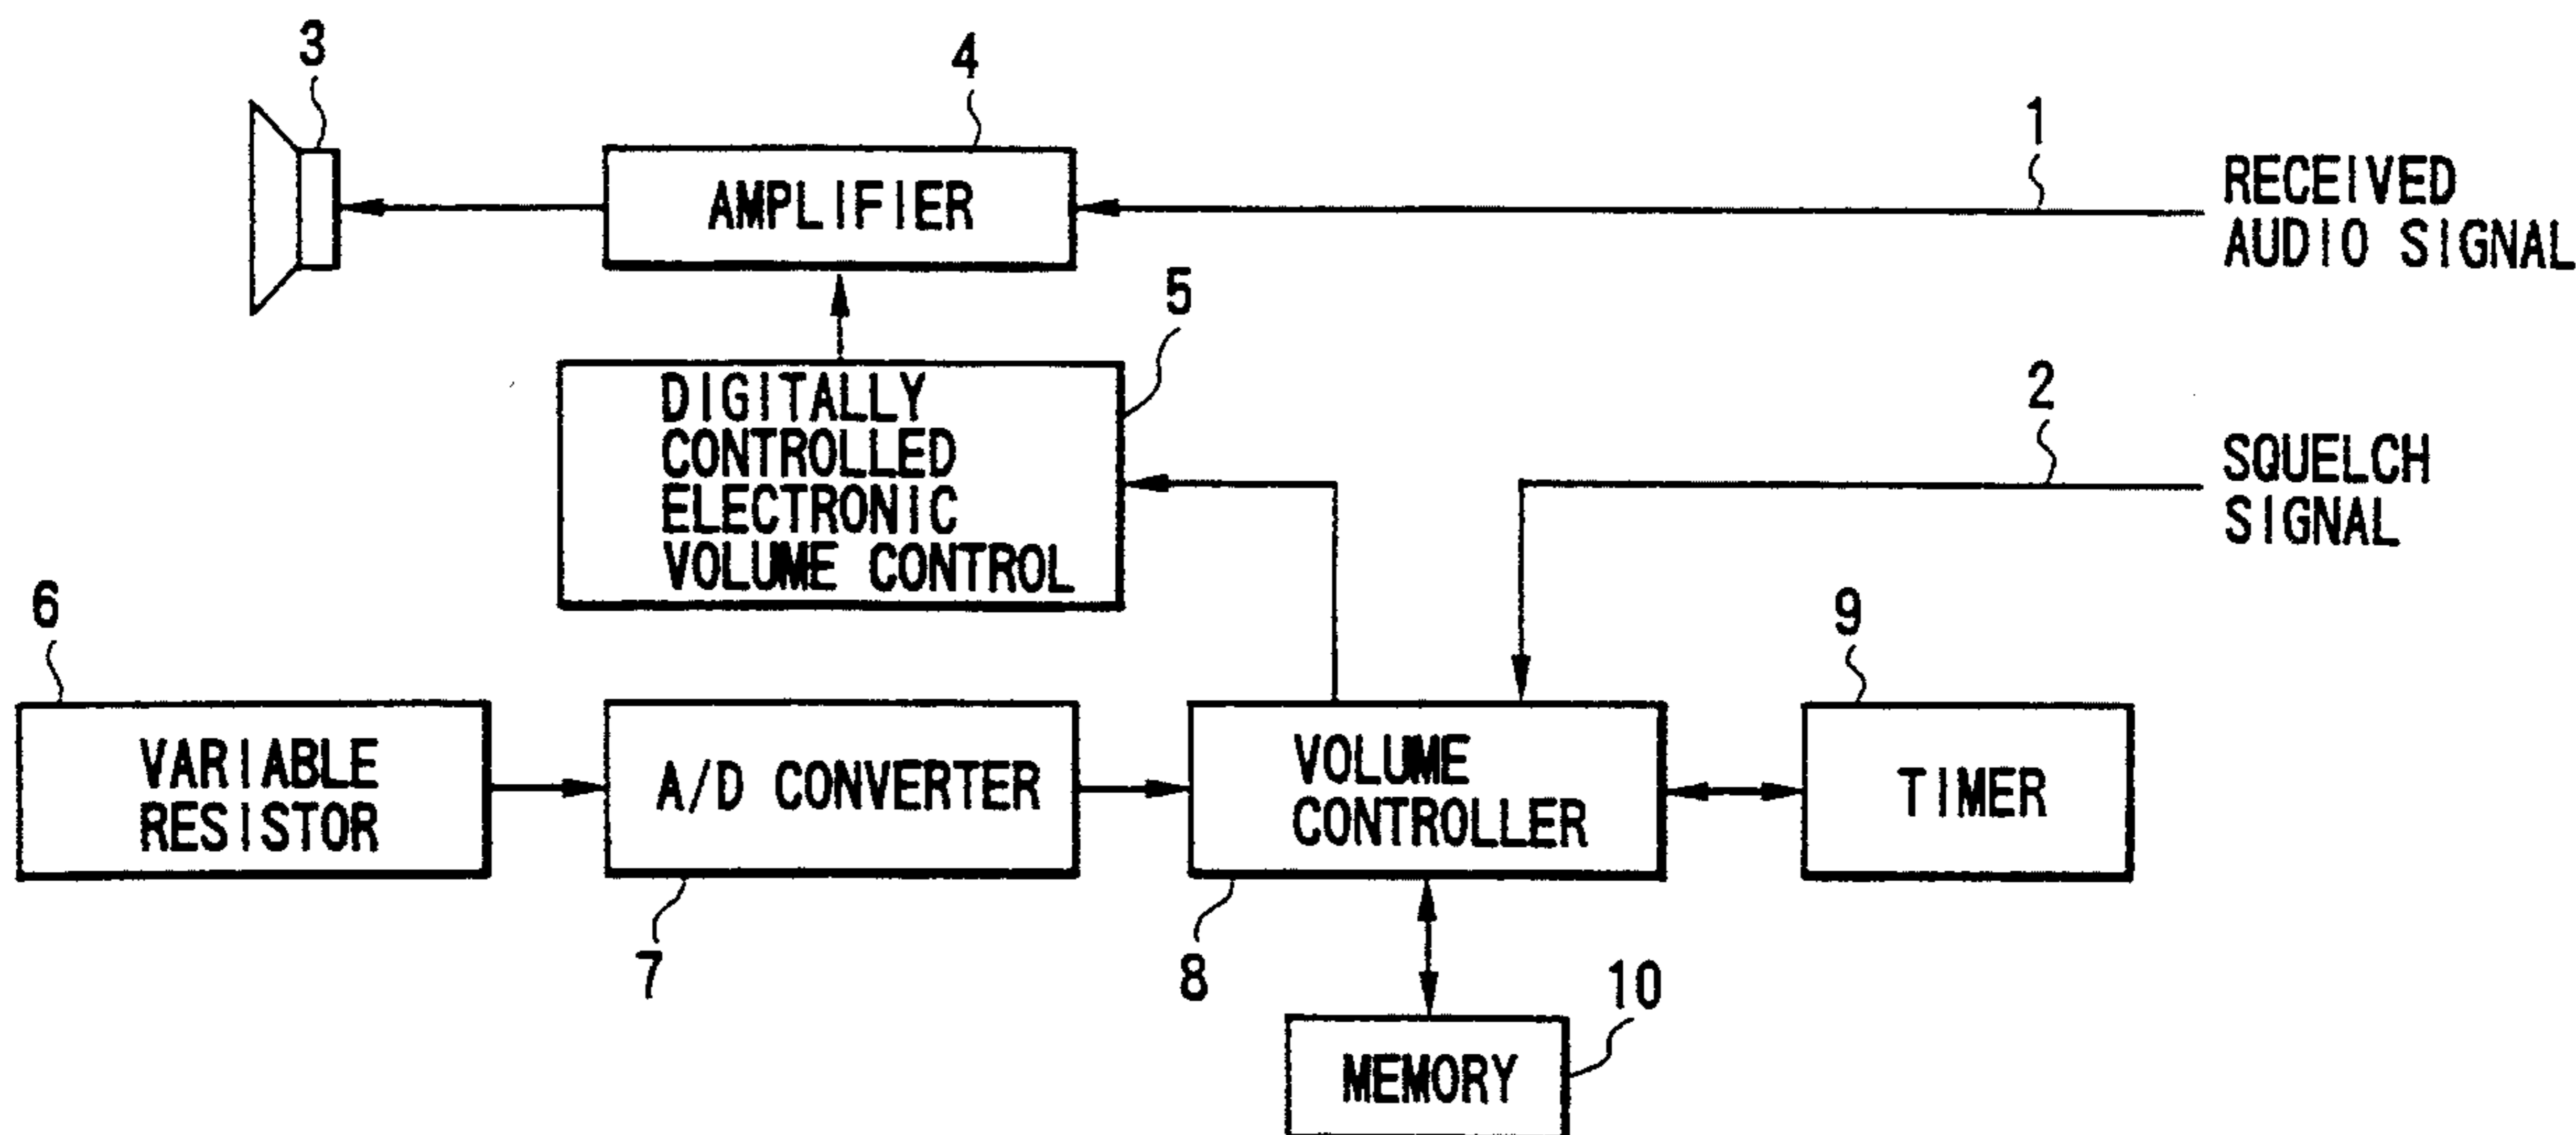 3
4
1
RECEIVED
AUDIO SIGNAL
AMPLIFIER
5
2
SQUELCH
SIGNAL
DIGITALLY
CONTROLLED
ELECTRONIC
VOLUME CONTROL
6
9
VARIABLE
RESISTOR
A/D CONVERTER
VOLUME
CONTROLLER
TIMER
7
8
10
MEMORY